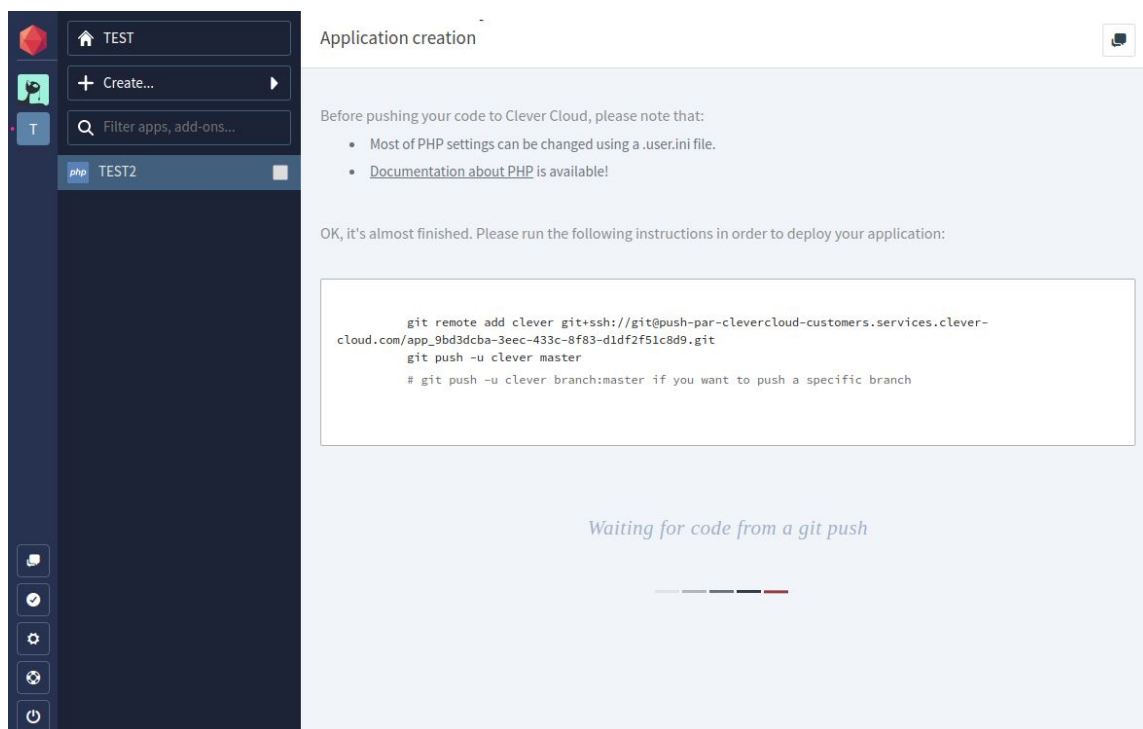 TEST
Create...
Filter apps, add-ons...
T
php TEST2
Application creation
Before pushing your code to Clever Cloud, please note that:
• Most of PHP settings can be changed using a .user.ini file.
• Documentation about PHP is available!
OK, it's almost finished. Please run the following instructions in order to deploy your application:
git remote add clever git+ssh://git@push-par-clevercloud-customers.services.clever-
cloud.com/app_9bd3dcba-3eec-433c-8f83-d1df2f51c8d9.git
git push -u clever master
# git push -u clever branch:master if you want to push a specific branch
Waiting for code from a git push